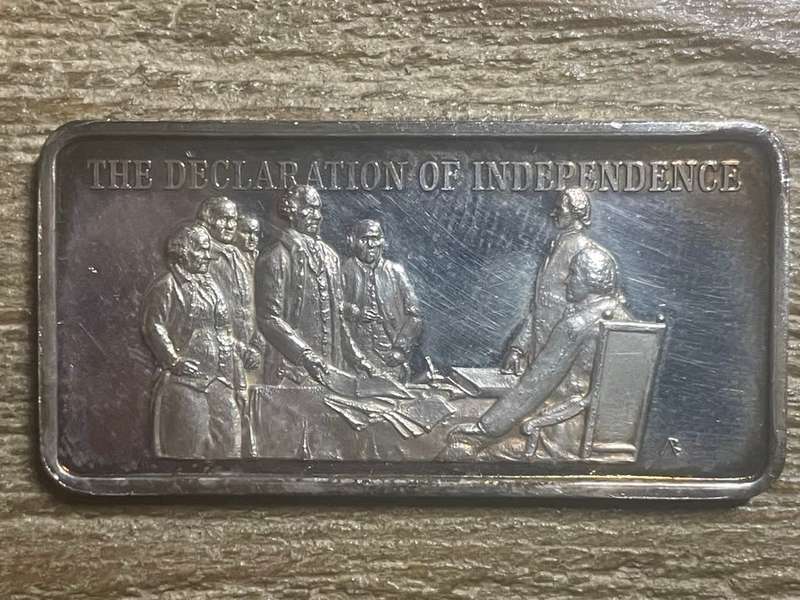 THE DECLARATION OF INDEPENDENCE